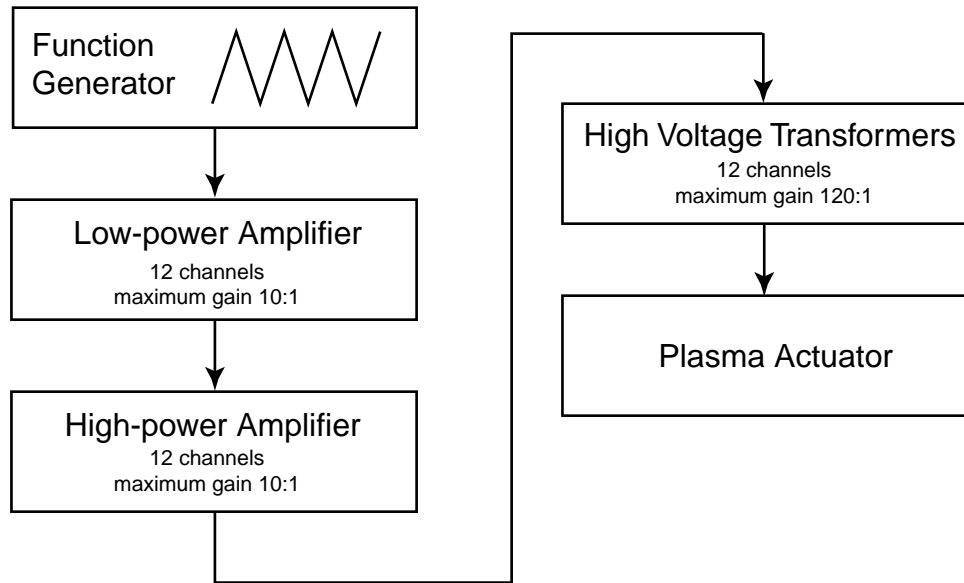 Function
Generator
Low-power Amplifier
12 channels
maximum gain 10:1
High-power Amplifier
12 channels
maximum gain 10:1
High Voltage Transformers
12 channels
maximum gain 120:1
Plasma Actuator